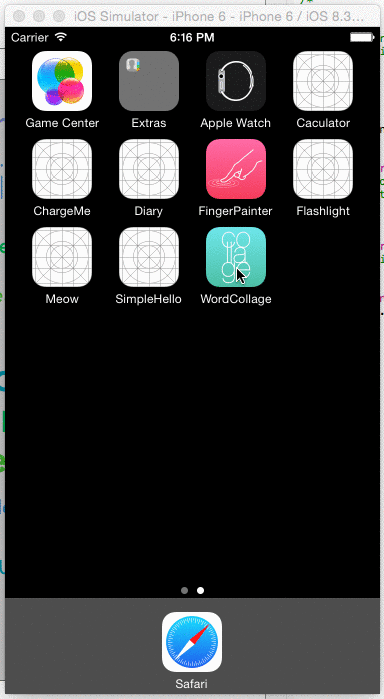 iOS Simulator - iPhone 6 - iPhone 6 / iOS 8.3...
Carrier 6:16 PM
Game Center Extras Apple Watch Caculator
ChargeMe Diary FingerPainter Flashlight
Meow SimpleHello WordCollage
Safari